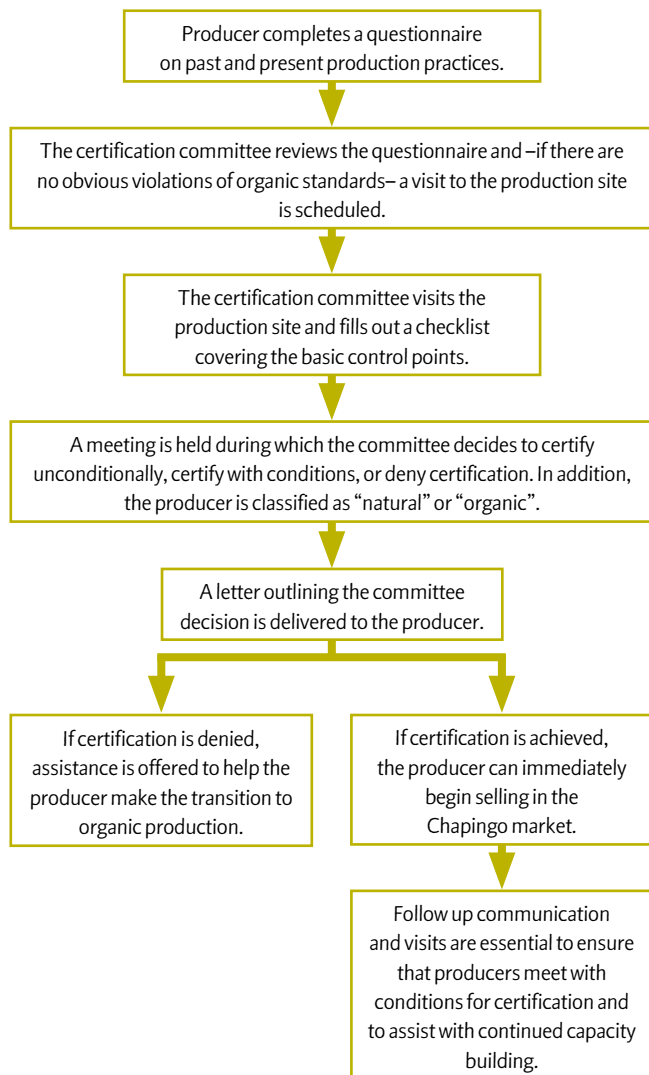 Producer completes a questionnaire
on past and present production practices.
The certification committee reviews the questionnaire and –if there are
no obvious violations of organic standards– a visit to the production site
is scheduled.
The certification committee visits the
production site and fills out a checklist
covering the basic control points.
A meeting is held during which the committee decides to certify
unconditionally, certify with conditions, or deny certification. In addition,
the producer is classified as “natural” or “organic”.
A letter outlining the committee
decision is delivered to the producer.
If certification is denied,
assistance is offered to help the
producer make the transition to
organic production.
If certification is achieved,
the producer can immediately
begin selling in the
Chapingo market.
Follow up communication
and visits are essential to ensure
that producers meet with
conditions for certification and
to assist with continued capacity
building.